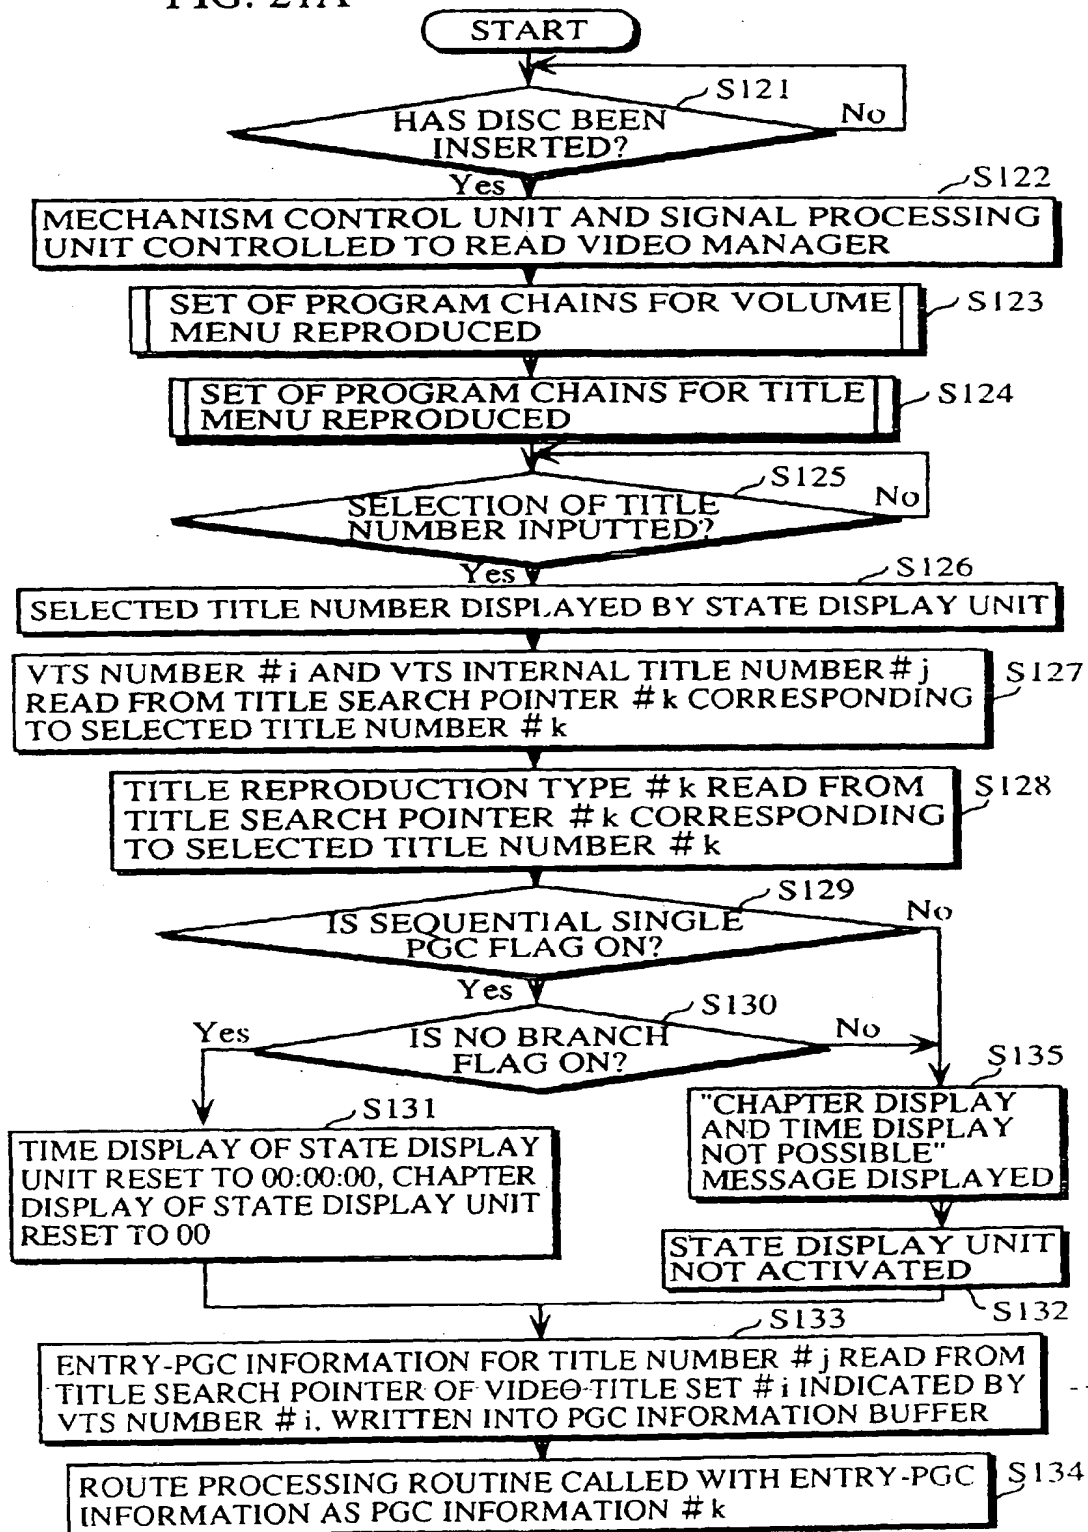 START
S121
HAS DISC BEEN
INSERTED?
No
Yes
S122
MECHANISM CONTROL UNIT AND SIGNAL PROCESSING
UNIT CONTROLLED TO READ VIDEO MANAGER
SET OF PROGRAM CHAINS FOR VOLUME
MENU REPRODUCED
S123
SET OF PROGRAM CHAINS FOR TITLE
MENU REPRODUCED
S124
S125
SELECTION OF TITLE
NUMBER INPUTTED?
No
Yes
S126
SELECTED TITLE NUMBER DISPLAYED BY STATE DISPLAY UNIT
VTS NUMBER #i AND VTS INTERNAL TITLE NUMBER #j
READ FROM TITLE SEARCH POINTER #k CORRESPONDING
TO SELECTED TITLE NUMBER #k
S127
TITLE REPRODUCTION TYPE #k READ FROM
TITLE SEARCH POINTER #k CORRESPONDING
TO SELECTED TITLE NUMBER #k
S128
S129
IS SEQUENTIAL SINGLE
PGC FLAG ON?
No
Yes
S130
IS NO BRANCH
FLAG ON?
Yes
No
S131
TIME DISPLAY OF STATE DISPLAY
UNIT RESET TO 00:00:00, CHAPTER
DISPLAY OF STATE DISPLAY UNIT
RESET TO 00
S135
"CHAPTER DISPLAY
AND TIME DISPLAY
NOT POSSIBLE"
MESSAGE DISPLAYED
STATE DISPLAY UNIT
NOT ACTIVATED
S132
S133
ENTRY-PGC INFORMATION FOR TITLE NUMBER #j READ FROM
TITLE SEARCH POINTER OF VIDEO TITLE SET #i INDICATED BY
VTS NUMBER #i, WRITTEN INTO PGC INFORMATION BUFFER
ROUTE PROCESSING ROUTINE CALLED WITH ENTRY-PGC
INFORMATION AS PGC INFORMATION #k
S134